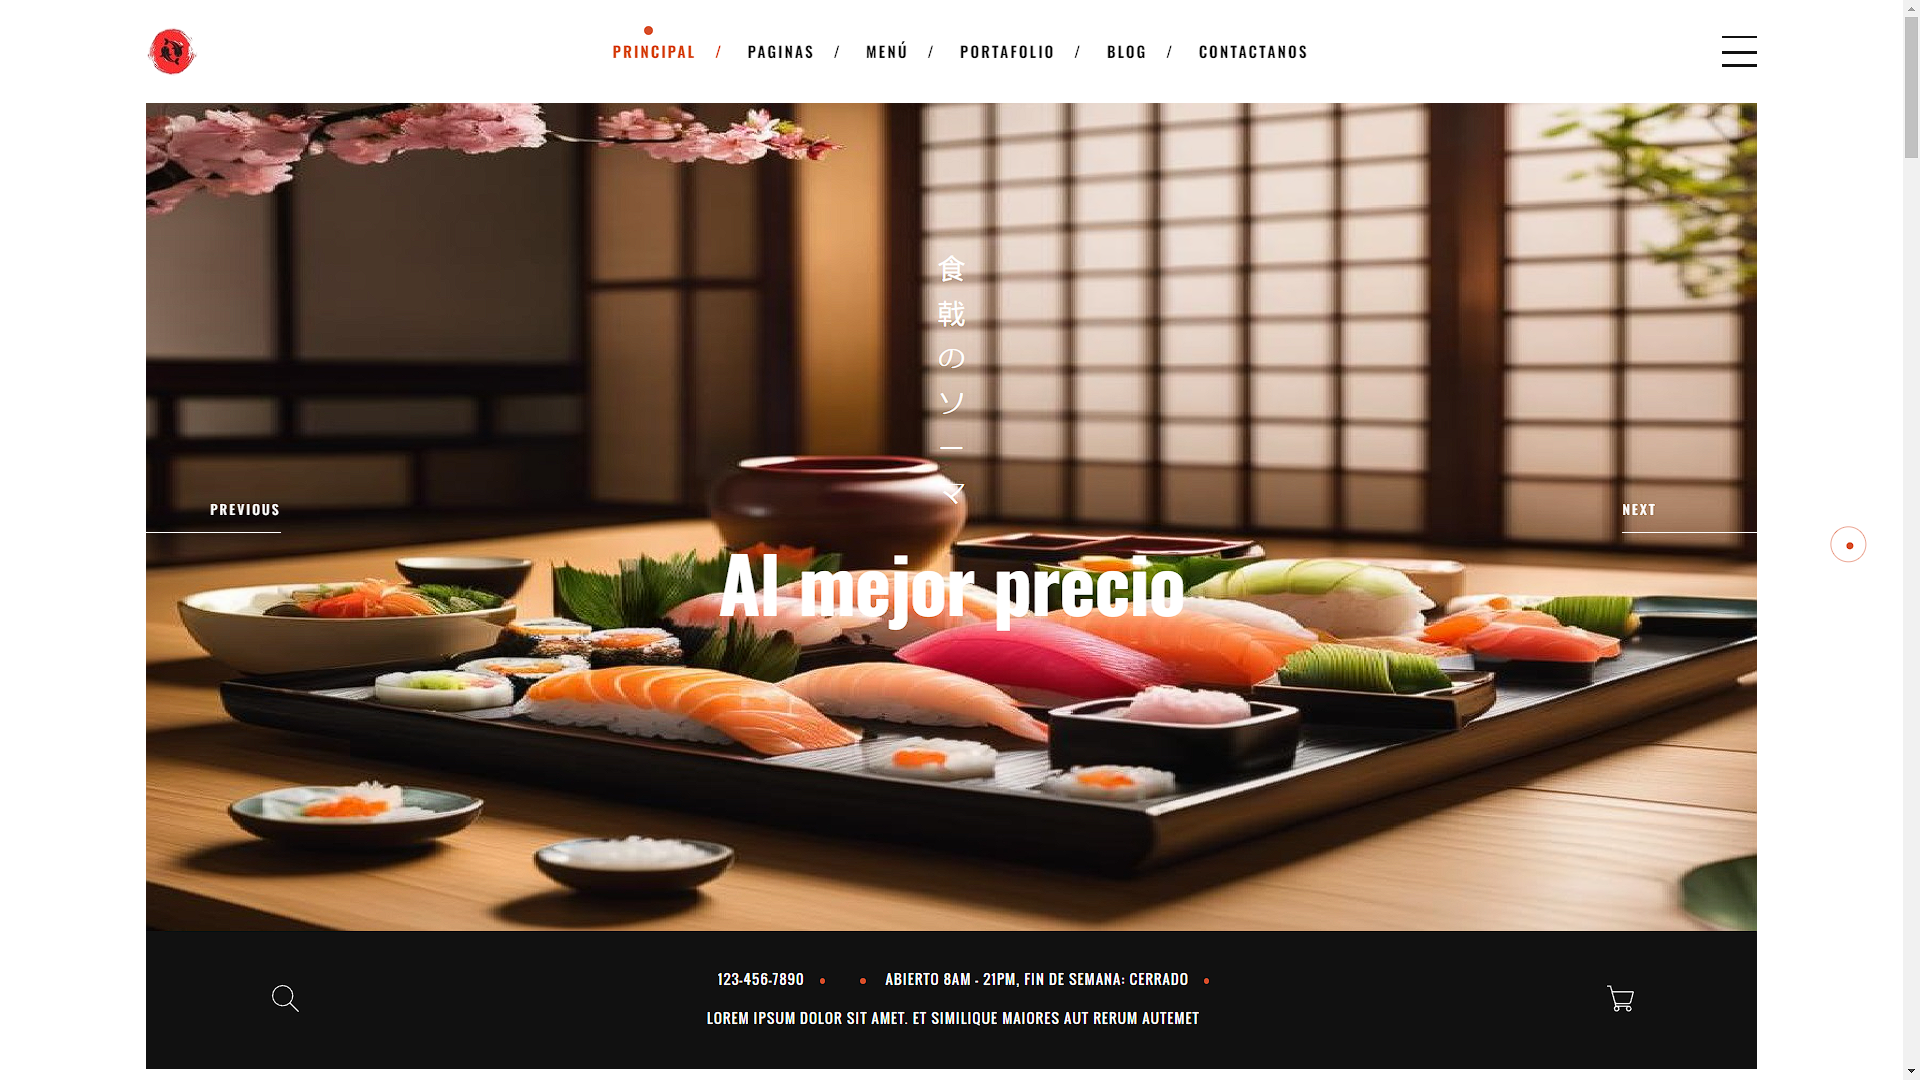 PRINCIPAL /
PAGINAS /
MENÚ /
PORTAFOLIO /
BLOG /
CONTACTANOS
食戟のソーマ
PREVIOUS
NEXT
Al mejor precio
123-456-7890
ABIERTO 8AM - 21PM, FIN DE SEMANA: CERRADO
LOREM IPSUM DOLOR SIT AMET. ET SIMILIQUE MAIORES AUT RERUM AUTEMET